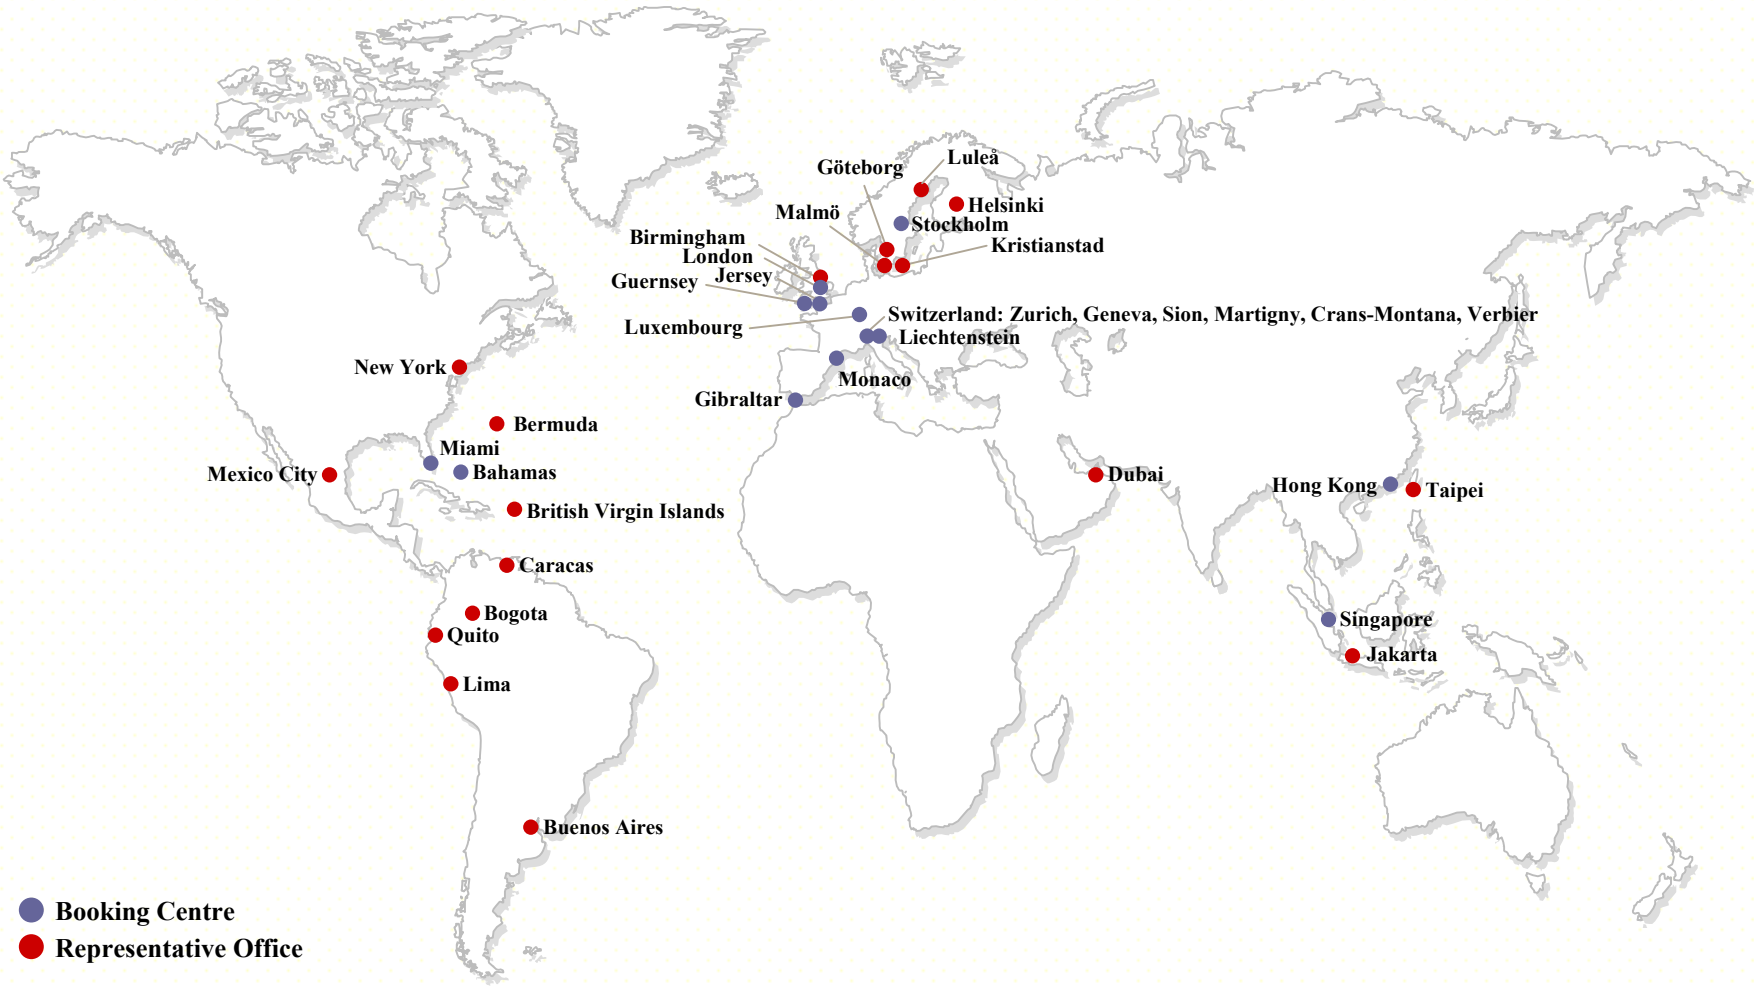 Luleå
Göteborg
Helsinki
Malmö
Stockholm
Birmingham
Kristianstad
London
Jersey
Guernsey
Switzerland: Zurich, Geneva, Sion, Martigny, Crans-Montana, Verbier
Luxembourg
Liechtenstein
New York
Monaco
Gibraltar
Bermuda
Miami
Mexico City
Bahamas
Dubai
Hong Kong
Taipei
British Virgin Islands
Caracas
Bogota
Singapore
Quito
Jakarta
Lima
Buenos Aires
Booking Centre
Representative Office